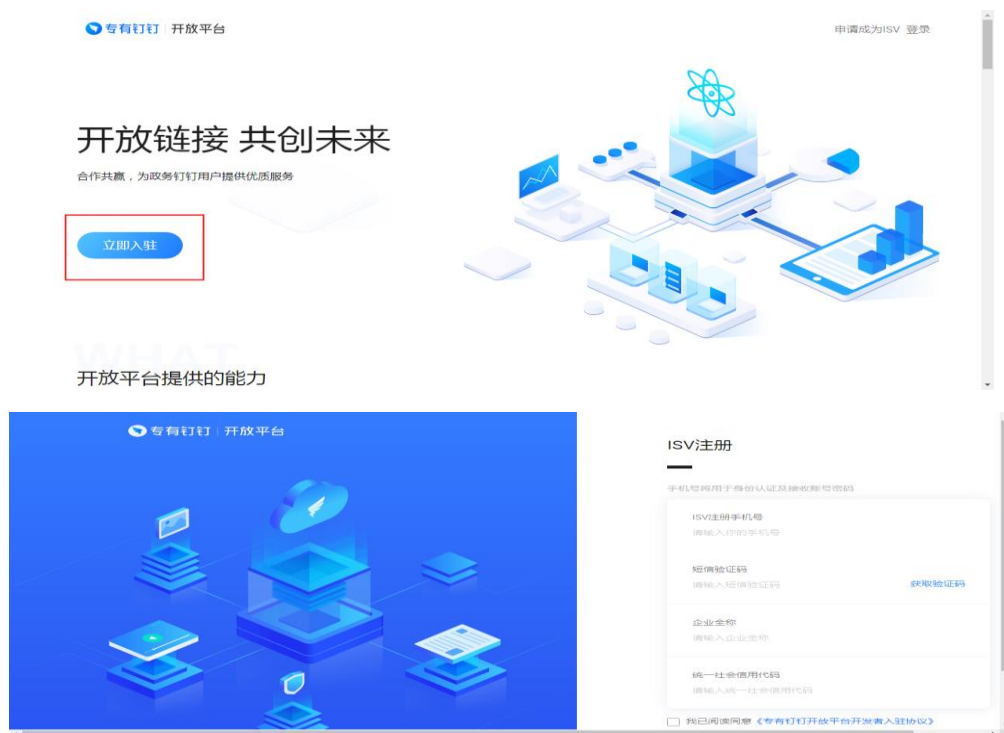 专有钉钉 开放平台
申请成为ISV 登录
开放链接 共创未来
合作共赢，为政务钉钉用户提供优质服务
立即入驻
WHAT
开放平台提供的能力
专有钉钉 开放平台
ISV注册
手机号将用于身份认证及接收账号密码
ISV注册手机号
请输入你的手机号
短信验证码
请输入短信验证码 获取验证码
企业全称
请输入企业全称
统一社会信用代码
请输入统一社会信用代码
我已阅读同意《专有钉钉开放平台开发者入驻协议》